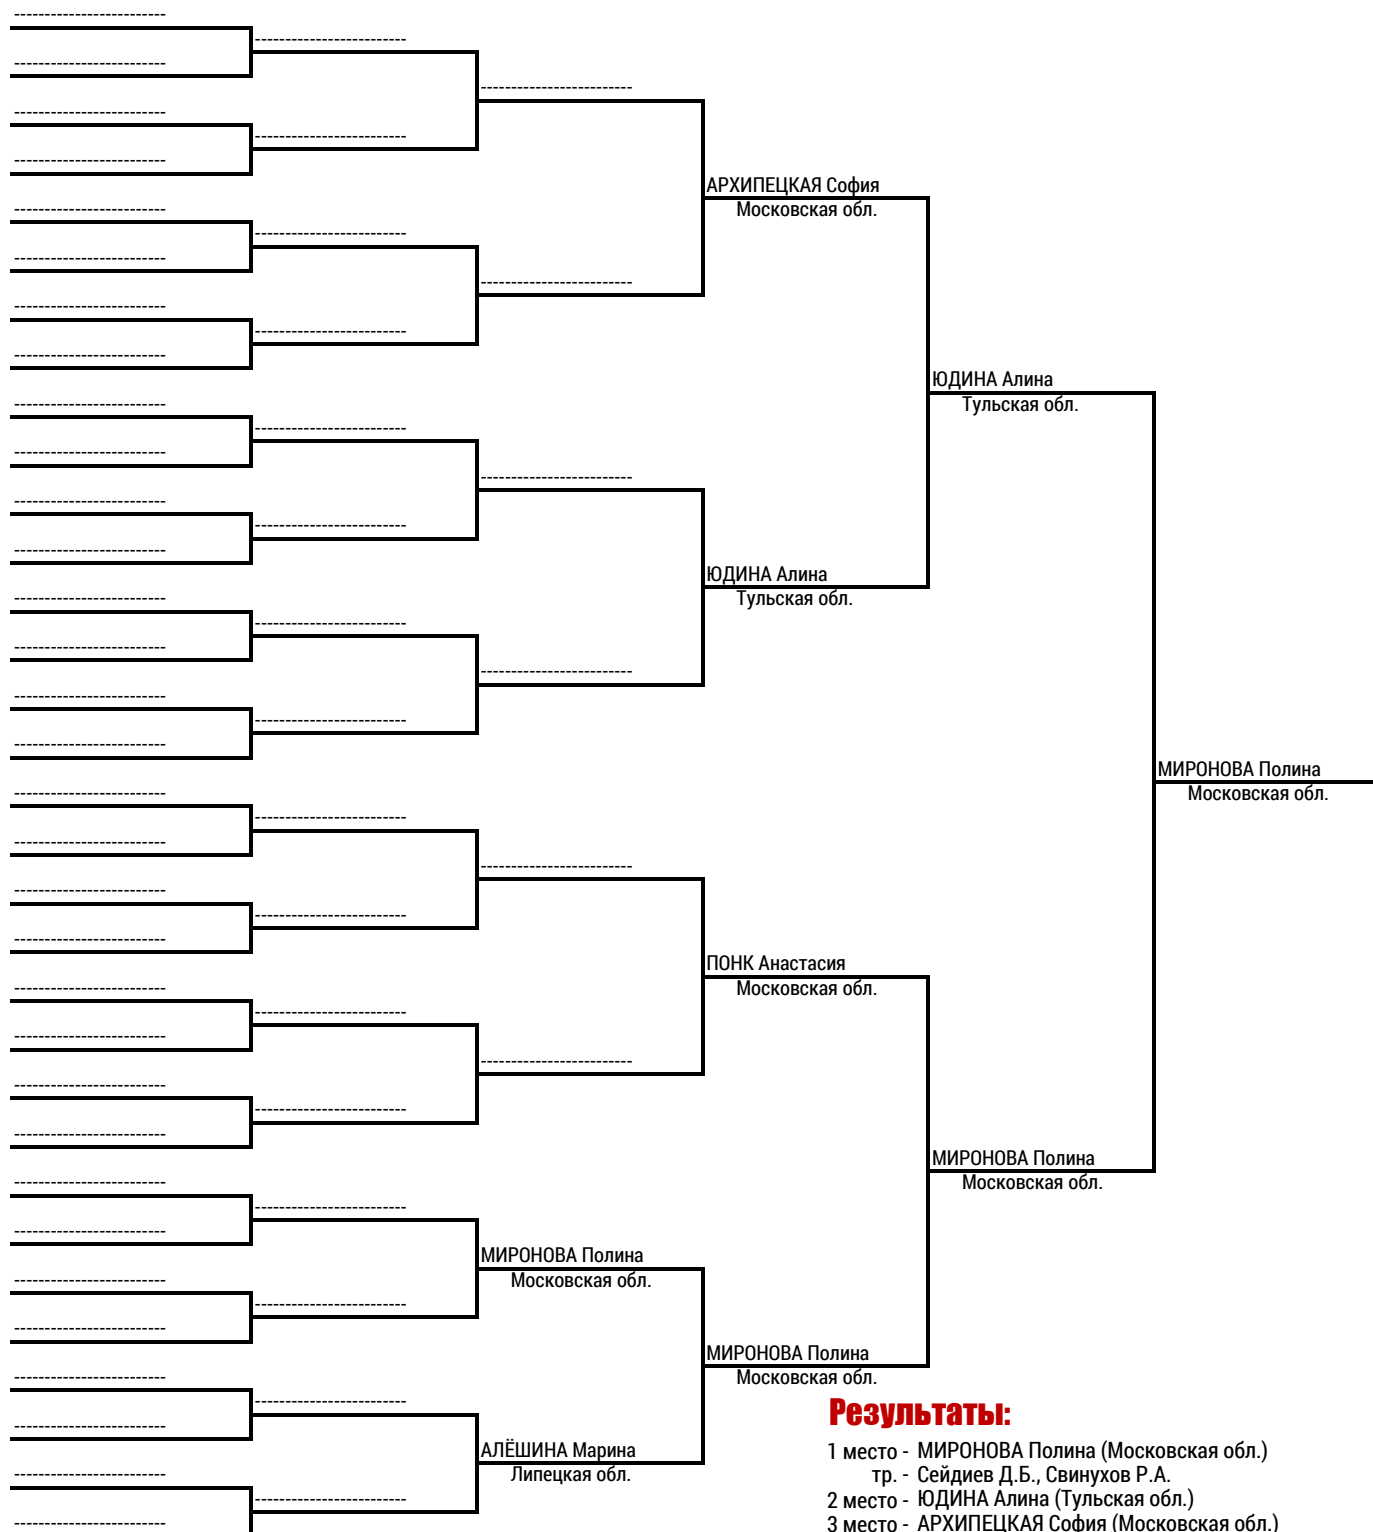 АРХИПЕЦКАЯ София
Московская обл.
ЮДИНА Алина
Тульская обл.
ЮДИНА Алина
Тульская обл.
МИРОНОВА Полина
Московская обл.
ПОНК Анастасия
Московская обл.
МИРОНОВА Полина
Московская обл.
МИРОНОВА Полина
Московская обл.
МИРОНОВА Полина
Московская обл.
АЛЁШИНА Марина
Липецкая обл.
Результаты:
1 место - МИРОНОВА Полина (Московская обл.)
тр. - Сейдиев Д.Б., Свинухов Р.А.
2 место - ЮДИНА Алина (Тульская обл.)
3 место - АРХИПЕЦКАЯ София (Московская обл.)